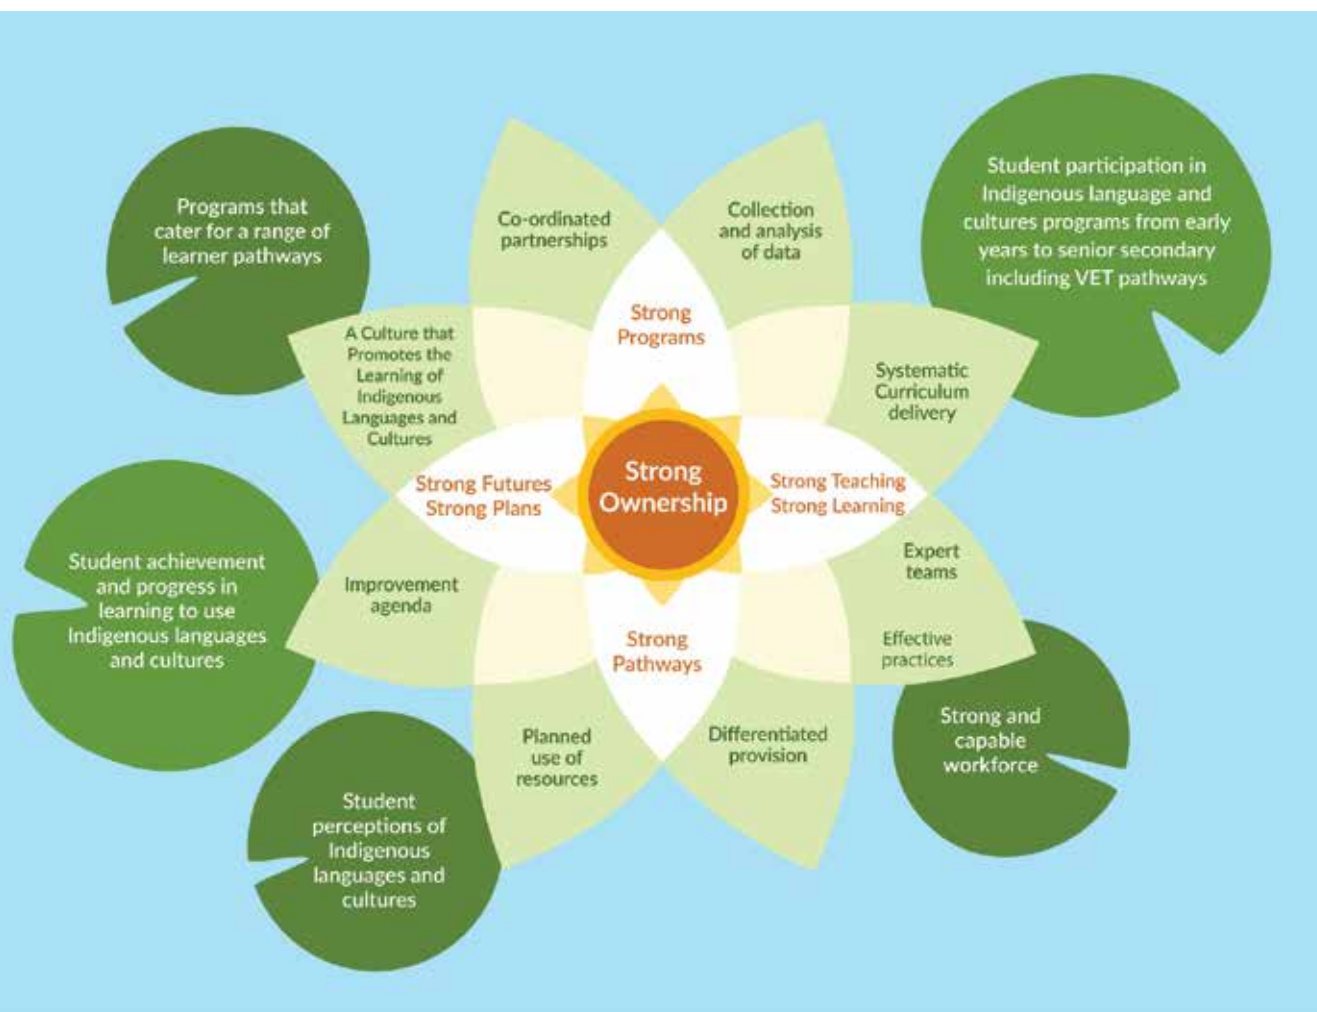 Programs that
cater for a range of
learner pathways
Co-ordinated
partnerships
Collection
and analysis
of data
Student participation in
Indigenous language and
cultures programs from early
years to senior secondary
including VET pathways
A Culture that
Promotes the
Learning of
Indigenous
Languages and
Cultures
Strong
Programs
Systematic
Curriculum
delivery
Strong Futures
Strong Plans
Strong
Ownership
Strong Teaching
Strong Learning
Student achievement
and progress in
learning to use
Indigenous languages
and cultures
Improvement
agenda
Strong
Pathways
Expert
teams
Effective
practices
Planned
use of
resources
Differentiated
provision
Strong and
capable
workforce
Student
perceptions of
Indigenous
languages and
cultures